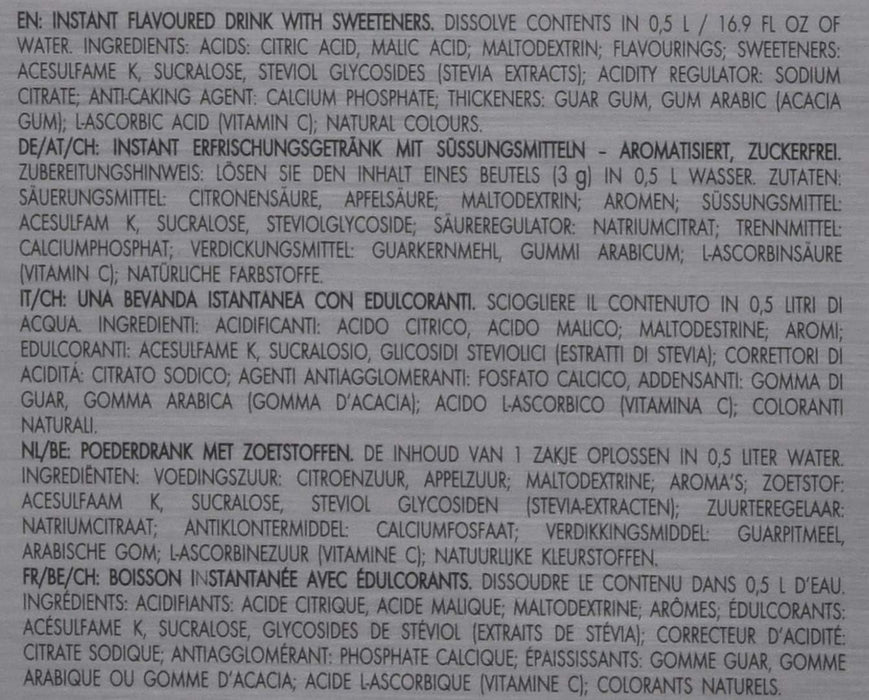 EN: INSTANT FLAVOURED DRINK WITH SWEETENERS. DISSOLVE CONTENTS IN 0,5 L / 16.9 FL OZ OF
WATER. INGREDIENTS: ACIDS: CITRIC ACID, MALIC ACID; MALTODEXTRIN; FLAVOURINGS; SWEETENERS:
ACESULFAME K, SUCRALOSE, STEVIOL GLYCOSIDES (STEVIA EXTRACTS); ACIDITY REGULATOR: SODIUM
CITRATE; ANTI-CAKING AGENT: CALCIUM PHOSPHATE; THICKENERS: GUAR GUM, GUM ARABIC (ACACIA
GUM); L-ASCORBIC ACID (VITAMIN C); NATURAL COLOURS.
DE/AT/CH: INSTANT ERFRISCHUNGSGETRÄNK MIT SÜSSUNGSMITTELN – AROMATISIERT, ZUCKERFREI.
ZUBEREITUNGSHINWEIS: LÖSEN SIE DEN INHALT EINES BEUTELS (3 g) IN 0,5 L WASSER. ZUTATEN:
SÄUERUNGSMITTEL: CITRONENSÄURE, APFELSÄURE; MALTODEXTRIN; AROMEN; SÜSSUNGSMITTEL:
ACESULFAM K, SUCRALOSE, STEVIOLGLYCOSIDE; SÄUREREGULATOR: NATRIUMCITRAT; TRENNMITTEL:
CALCIUMPHOSPHAT; VERDICKUNGSMITTEL: GUARKERNMEHL, GUMMI ARABICUM; L-ASCORBINSÄURE
(VITAMIN C); NATÜRLICHE FARBSTOFFE.
IT/CH: UNA BEVANDA ISTANTANEA CON EDULCORANTI. SCIOGLIERE IL CONTENUTO IN 0,5 LITRI DI
ACQUA. INGREDIENTI: ACIDIFICANTI: ACIDO CITRICO, ACIDO MALICO; MALTODESTRINE; AROMI;
EDULCORANTI: ACESULFAME K, SUCRALOSIO, GLICOSIDI STEVIOLICI (ESTRATTI DI STEVIA); CORRETTORI DI
ACIDITÁ: CITRATO SODICO; AGENTI ANTIAGGLOMERANTI: FOSFATO CALCICO, ADDENSANTI: GOMMA DI
GUAR, GOMMA ARABICA (GOMMA D'ACACIA); ACIDO L-ASCORBICO (VITAMINA C); COLORANTI
NATURALI.
NL/BE: POEDERDRANK MET ZOETSTOFFEN. DE INHOUD VAN 1 ZAKJE OPLOSSEN IN 0,5 LITER WATER.
INGREDIËNTEN: VOEDINGSZUUR: CITROENZUUR, APPELZUUR; MALTODEXTRINE; AROMA'S; ZOETSTOF:
ACESULFAAM K, SUCRALOSE, STEVIOL GLYCOSIDEN (STEVIA-EXTRACTEN); ZUURTEREGELAAR:
NATRIUMCITRAAT; ANTIKLONTERMIDDEL: CALCIUMFOSFAAT; VERDIKKINGSMIDDEL: GUARPITMEEL,
ARABISCHE GOM; L-ASCORBINEZUUR (VITAMINE C); NATUURLIJKE KLEURSTOFFEN.
FR/BE/CH: BOISSON INSTANTANÉE AVEC ÉDULCORANTS. DISSOUDRE LE CONTENU DANS 0,5 L D'EAU.
INGRÉDIENTS: ACIDIFIANTS: ACIDE CITRIQUE, ACIDE MALIQUE; MALTODEXTRINE; ARÔMES; ÉDULCORANTS:
ACÉSULFAME K, SUCRALOSE, GLYCOSIDES DE STÉVIOL (EXTRAITS DE STÉVIA); CORRECTEUR D'ACIDITÉ:
CITRATE SODIQUE; ANTIAGGLOMÉRANT: PHOSPHATE CALCIQUE; ÉPAISSISSANTS: GOMME GUAR, GOMME
ARABIQUE OU GOMME D'ACACIA; ACIDE L-ASCORBIQUE (VITAMINE C); COLORANTS NATURELS.